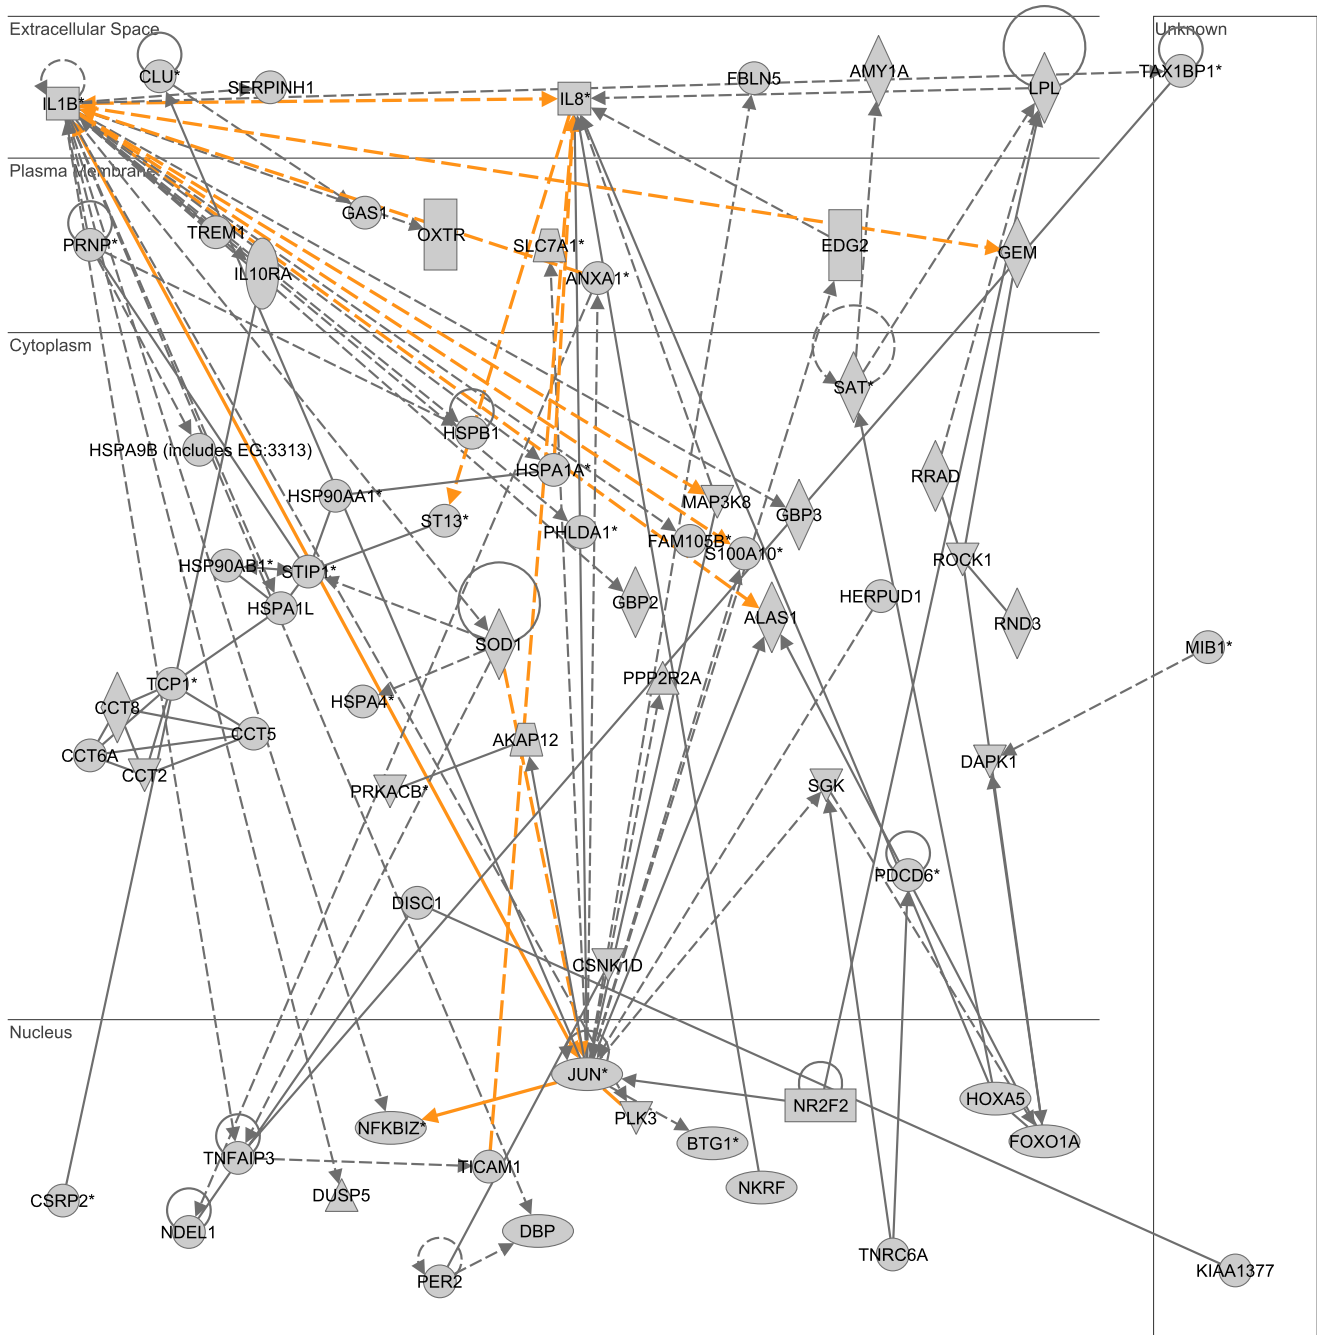 Extracellular Space
Unknown
CLU*
SERPINH1
IL1B*
IL8*
FBLN5
AMY1A
LPL
TAX1BP1*
Plasma Membrane
GAS1
PRNP*
TREM1
OXTR
SLC7A1*
EDG2
GEM
IL10RA
ANXA1*
Cytoplasm
SAT*
HSPB1
HSPA9B (includes EG:3313)
HSPA1A*
RRAD
HSP90AA1*
MAP3K8
GBP3
ST13*
PHLDA1*
FAM105B*
S100A10*
ROCK1
HSP90AB1*
STIP1*
HSPA1L
GBP2
ALAS1
HERPUD1
RND3
SOD1
MIB1*
TCP1*
PPP2R2A
HSPA4*
CCT8
CCT5
AKAP12
CCT6A
CCT2
DAPK1
PRKACB*
SGK
PDCD6*
DISC1
CSNK1D
Nucleus
JUN*
NR2F2
HOXA5
PLK3
NFKBIZ*
BTG1*
FOXO1A
TNFAIP3
TICAM1
DUSP5
NKRF
CSRP2*
NDEL1
DBP
TNRC6A
PER2
KIAA1377